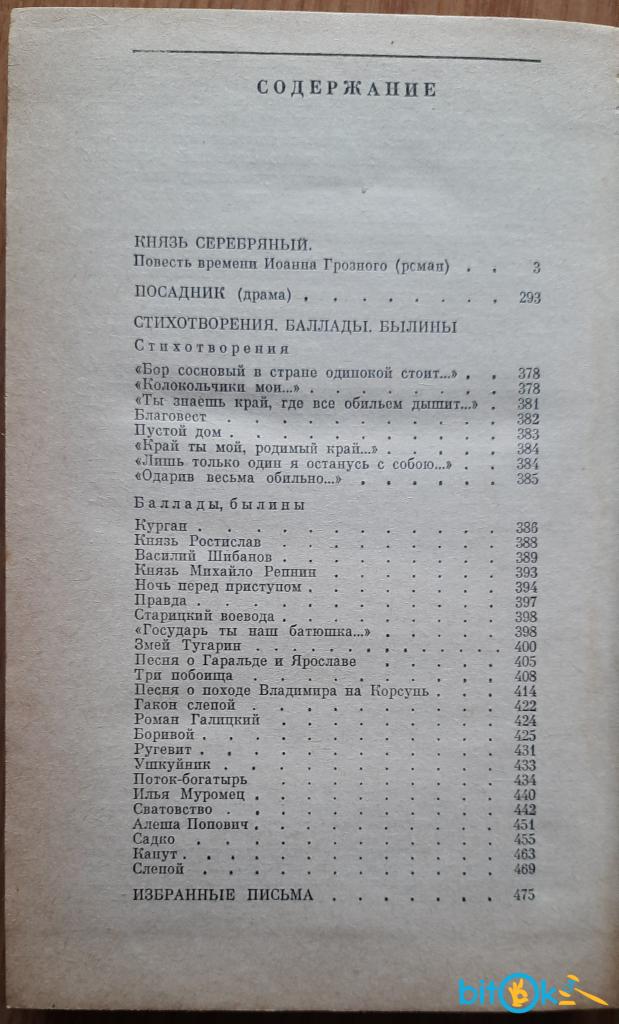 СОДЕРЖАНИЕ
КНЯЗЬ СЕРЕБРЯНЫЙ.
Повесть времени Иоанна Грозного (роман) . . 3
ПОСАДНИК (драма) . . . . . . . . 293
СТИХОТВОРЕНИЯ. БАЛЛАДЫ. БЫЛИНЫ
Стихотворения
«Бор сосновый в стране одинокой стоит...» . . 378
«Колокольчики мои...» . . . . . . . 378
«Ты знаешь край, где все обильем дышит...» . 381
Благовест . . . . . . . . . . 382
Пустой дом . . . . . . . . . . 383
«Край ты мой, родимый край...» . . . . 384
«Лишь только один я останусь с собою...» . . 384
«Одарив весьма обильно...» . . . . . 385
Баллады, былины
Курган . . . . . . . . . . . 386
Князь Ростислав . . . . . . . . 388
Василий Шибанов . . . . . . . . 389
Князь Михайло Репнин . . . . . . 393
Ночь перед приступом . . . . . . . 394
Правда . . . . . . . . . . . 397
Старицкий воевода . . . . . . . . 398
«Государь ты наш батюшка...» . . . . . 398
Змей Тугарин . . . . . . . . . 400
Песня о Гаральде и Ярославе . . . . 405
Три побоища . . . . . . . . . 408
Песня о походе Владимира на Корсунь . . . 414
Гакон слепой . . . . . . . . . 422
Роман Галицкий . . . . . . . . 424
Боривой . . . . . . . . . . . 425
Ругевит . . . . . . . . . . . 431
Ушкуйник . . . . . . . . . . 433
Поток-богатырь . . . . . . . . 434
Илья Муромец . . . . . . . . . 440
Сватовство . . . . . . . . . . 442
Алеша Попович . . . . . . . . . 451
Садко . . . . . . . . . . . 455
Канут . . . . . . . . . . . 463
Слепой . . . . . . . . . . . 469
ИЗБРАННЫЕ ПИСЬМА . . . . . . . 475
bitOk